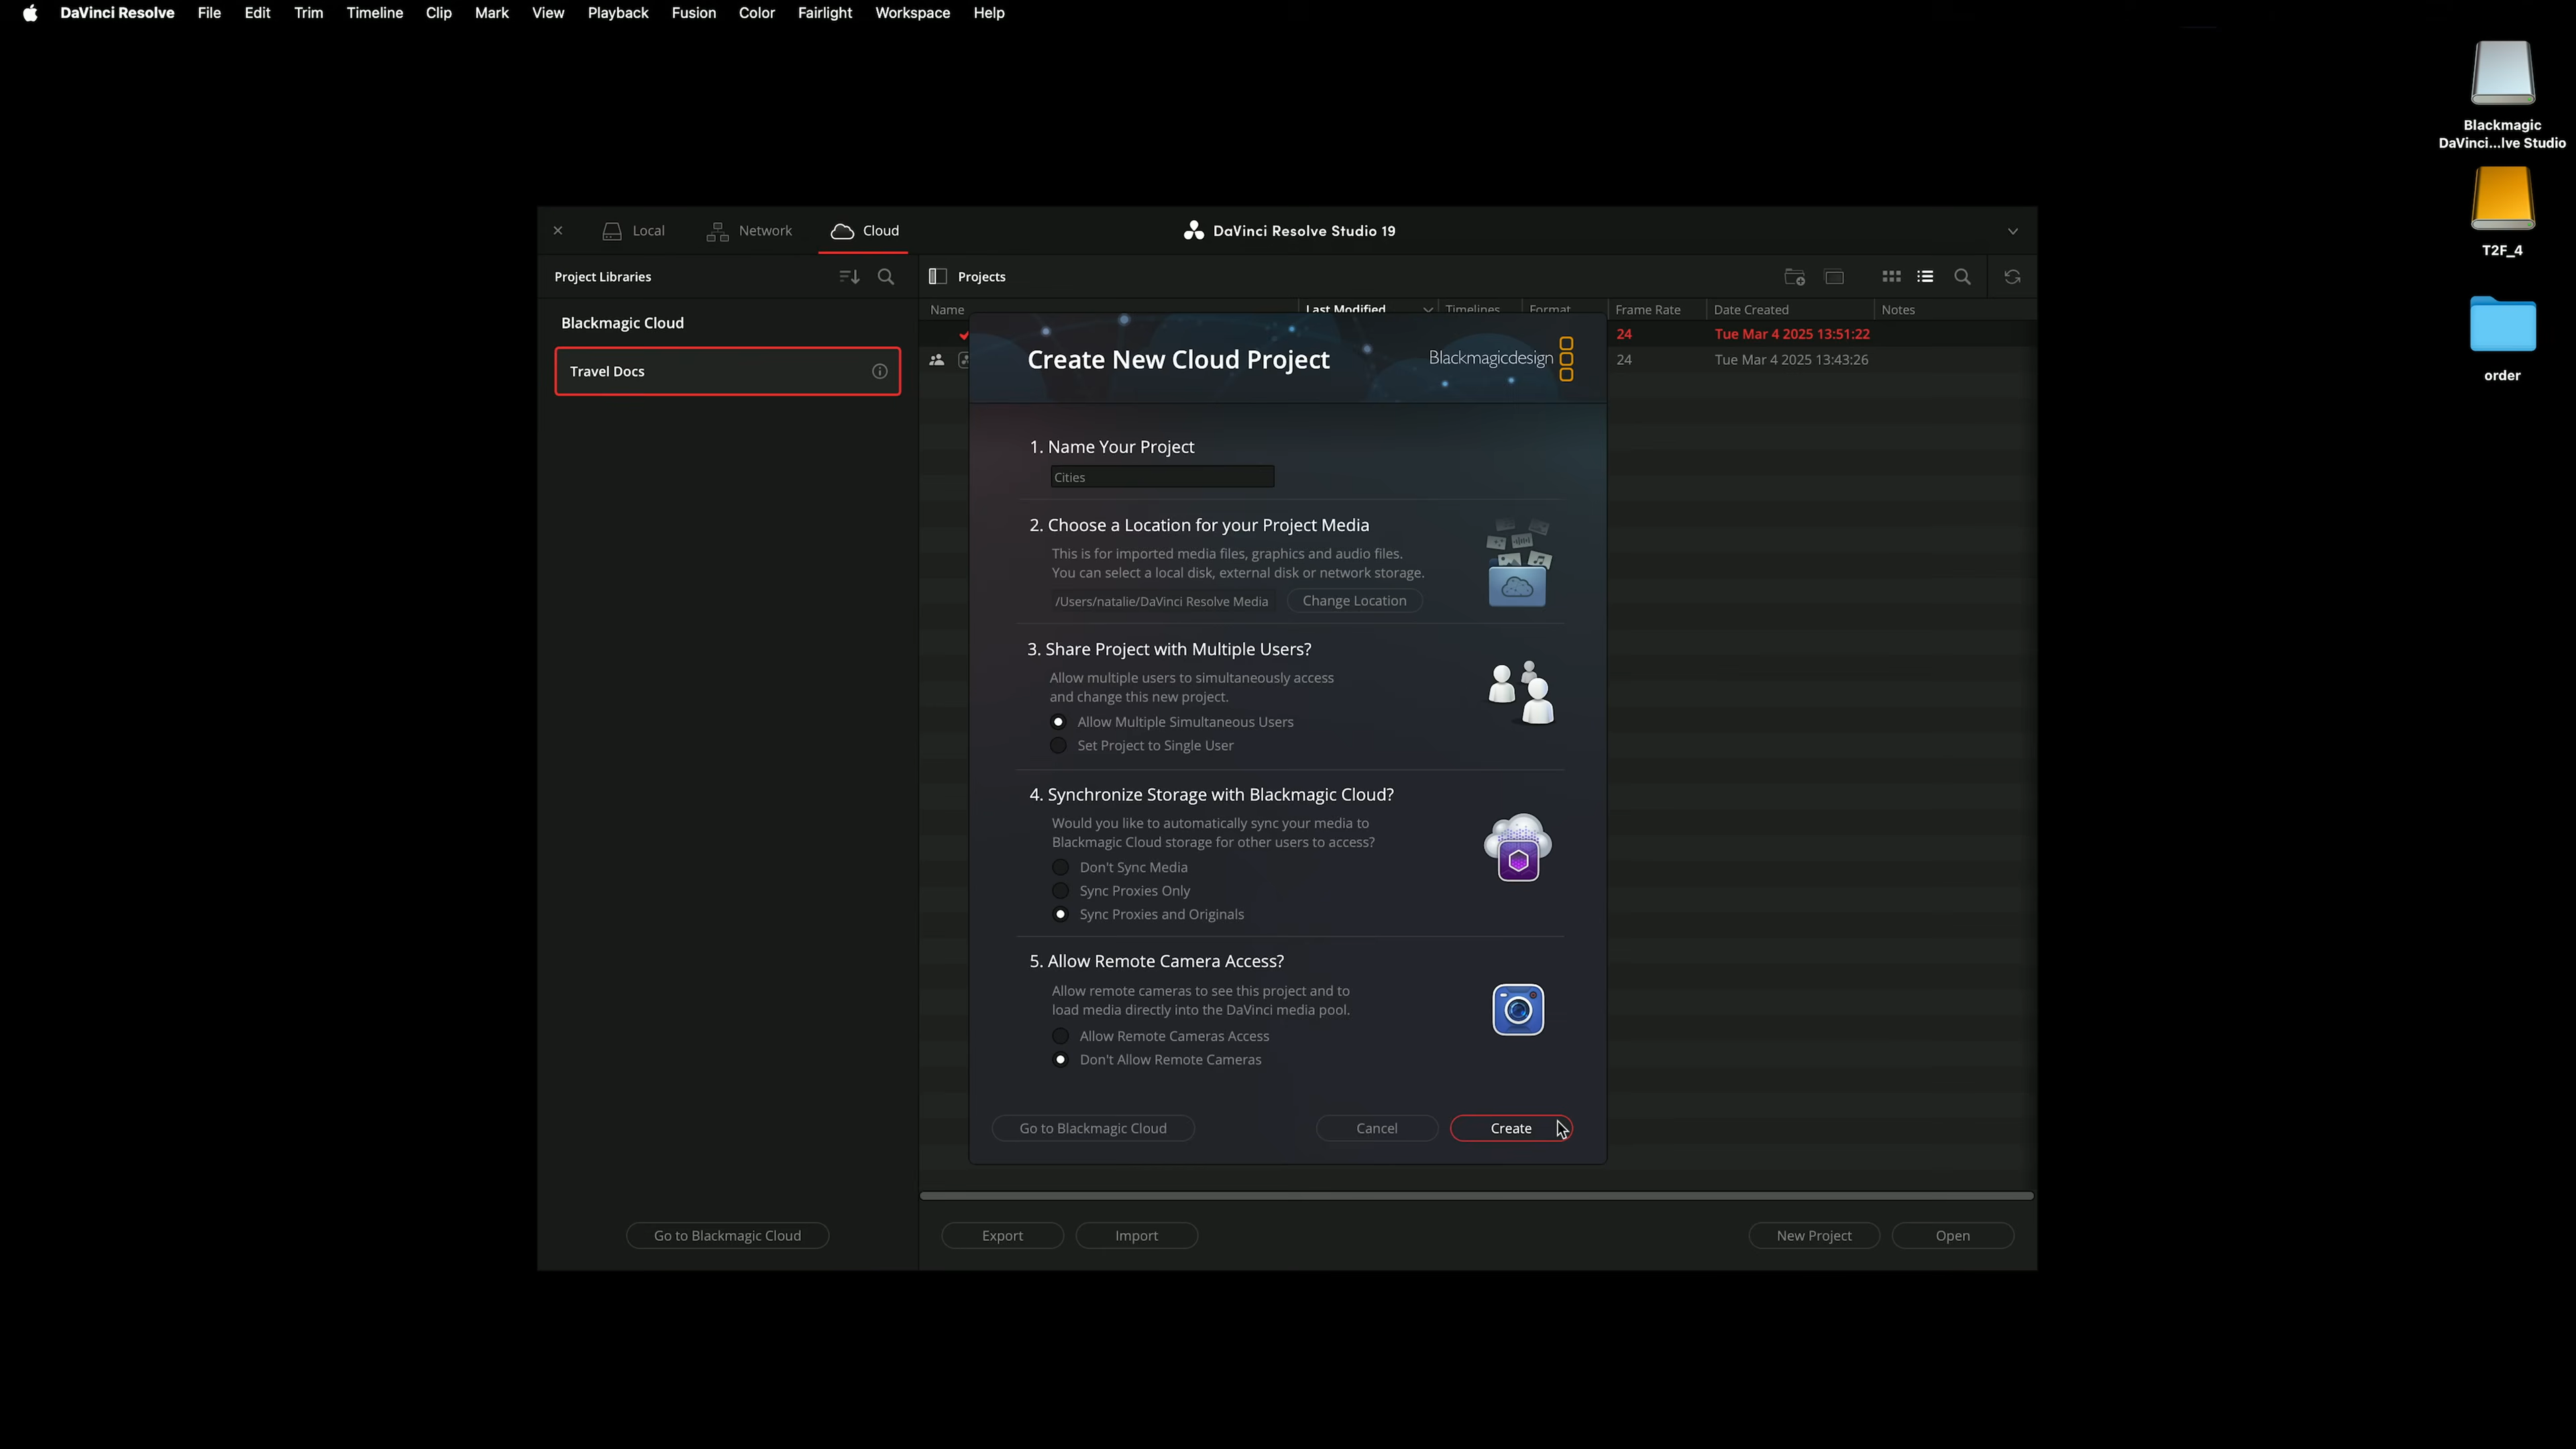 DaVinci Resolve File Edit Trim Timeline Clip Mark View Playback Fusion Color Fairlight Workspace Help
Blackmagic
DaVinci...lve Studio
T2F_4
order
Local Network Cloud DaVinci Resolve Studio 19
Project Libraries
Projects
Name Last Modified Timelines Format Frame Rate Date Created Notes
Blackmagic Cloud
Travel Docs
24 Tue Mar 4 2025 13:51:22
24 Tue Mar 4 2025 13:43:26
Create New Cloud Project
Blackmagicdesign
1. Name Your Project
Cities
2. Choose a Location for your Project Media
This is for imported media files, graphics and audio files.
You can select a local disk, external disk or network storage.
/Users/natalie/DaVinci Resolve Media Change Location
3. Share Project with Multiple Users?
Allow multiple users to simultaneously access
and change this new project.
Allow Multiple Simultaneous Users
Set Project to Single User
4. Synchronize Storage with Blackmagic Cloud?
Would you like to automatically sync your media to
Blackmagic Cloud storage for other users to access?
Don't Sync Media
Sync Proxies Only
Sync Proxies and Originals
5. Allow Remote Camera Access?
Allow remote cameras to see this project and to
load media directly into the DaVinci media pool.
Allow Remote Cameras Access
Don't Allow Remote Cameras
Go to Blackmagic Cloud Cancel Create
Go to Blackmagic Cloud Export Import New Project Open